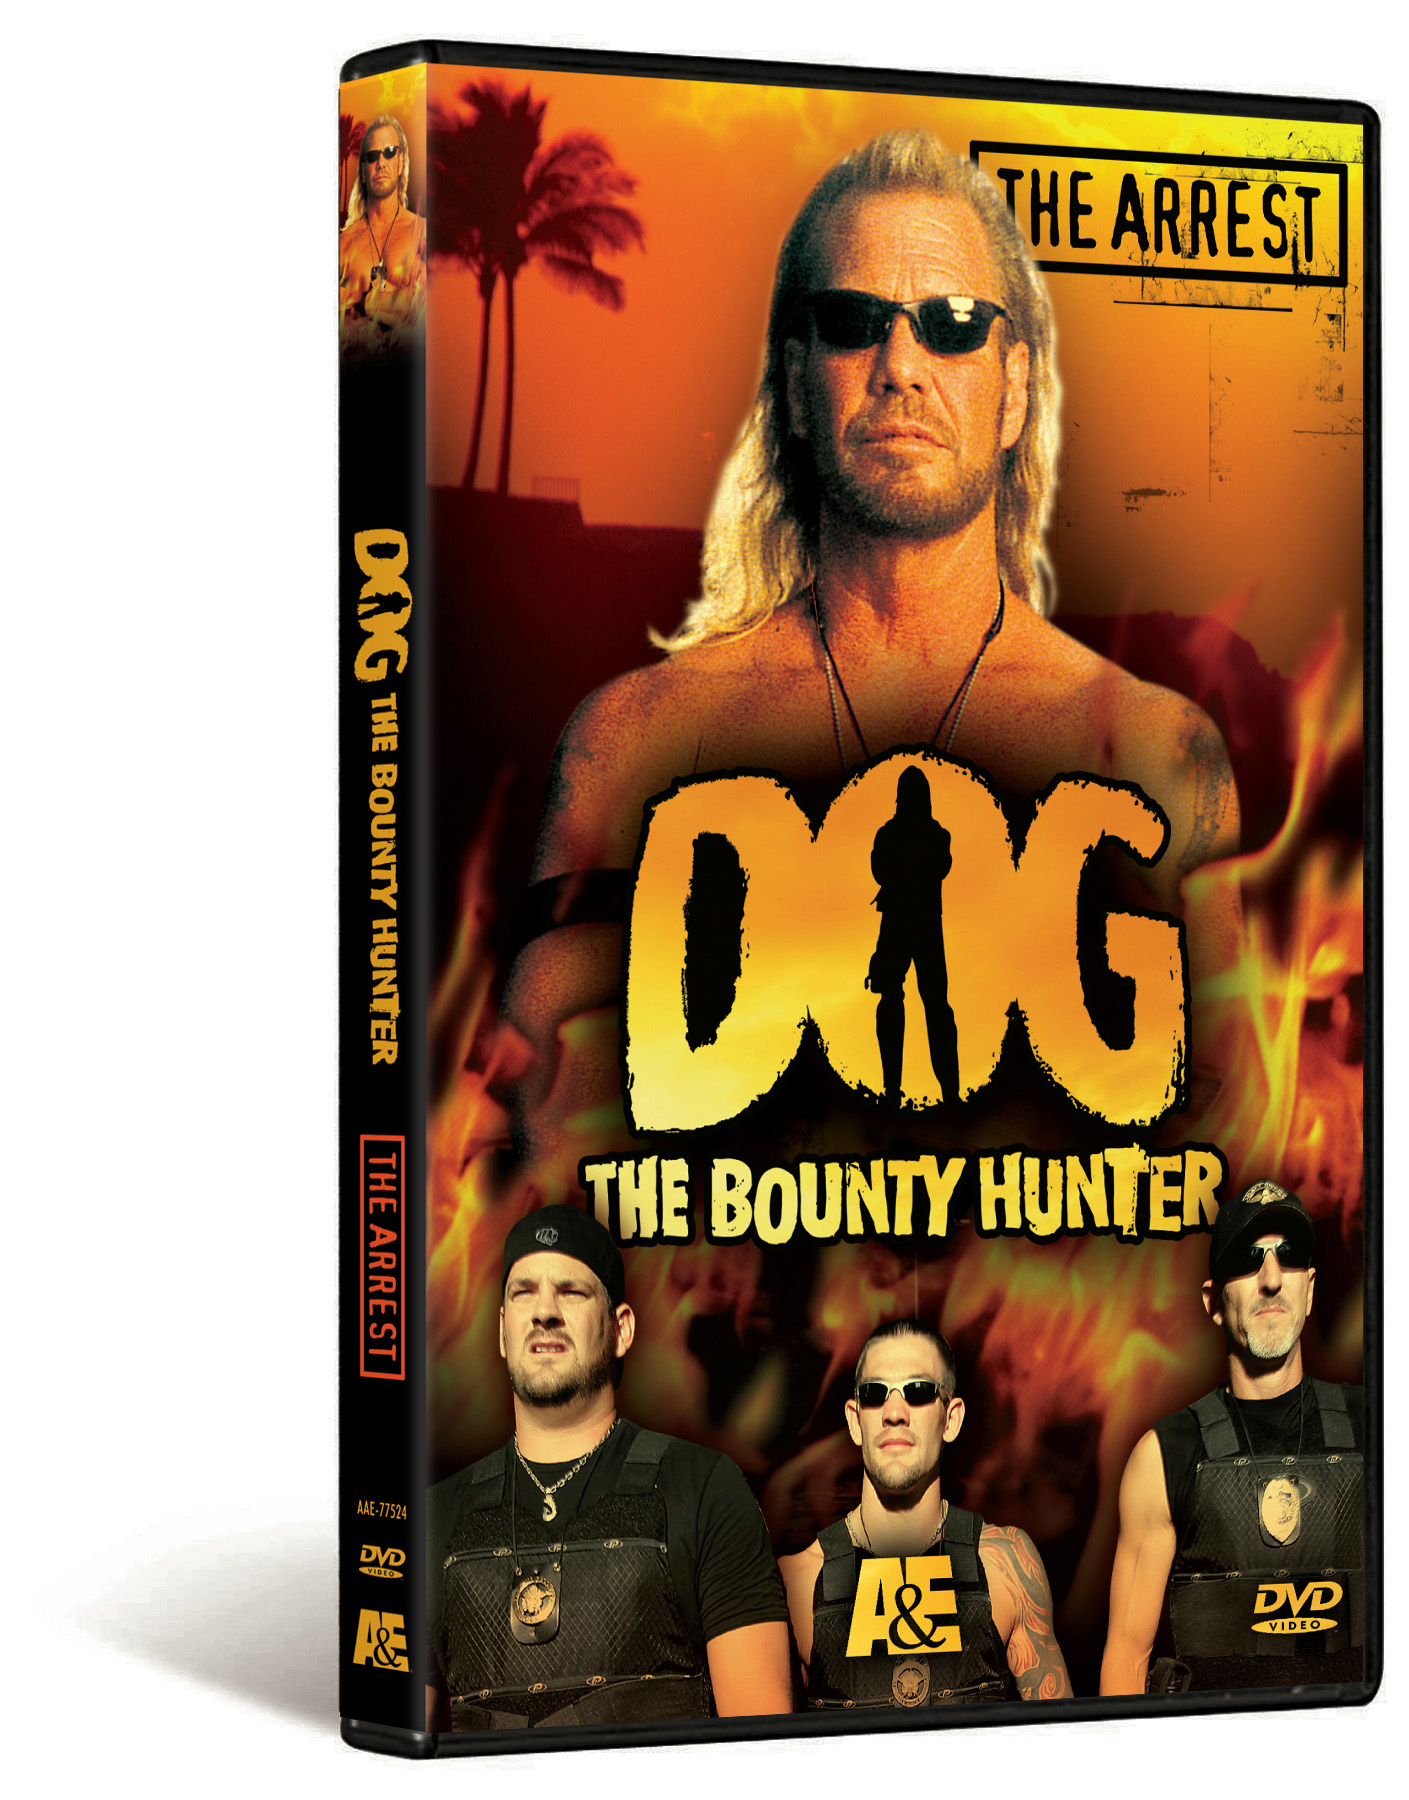 THE ARREST
DOG
THE BOUNTY HUNTER
A&E
DVD
VIDEO
DOG THE BOUNTY HUNTER
THE ARREST
AAE-77524
DVD
VIDEO
A&E